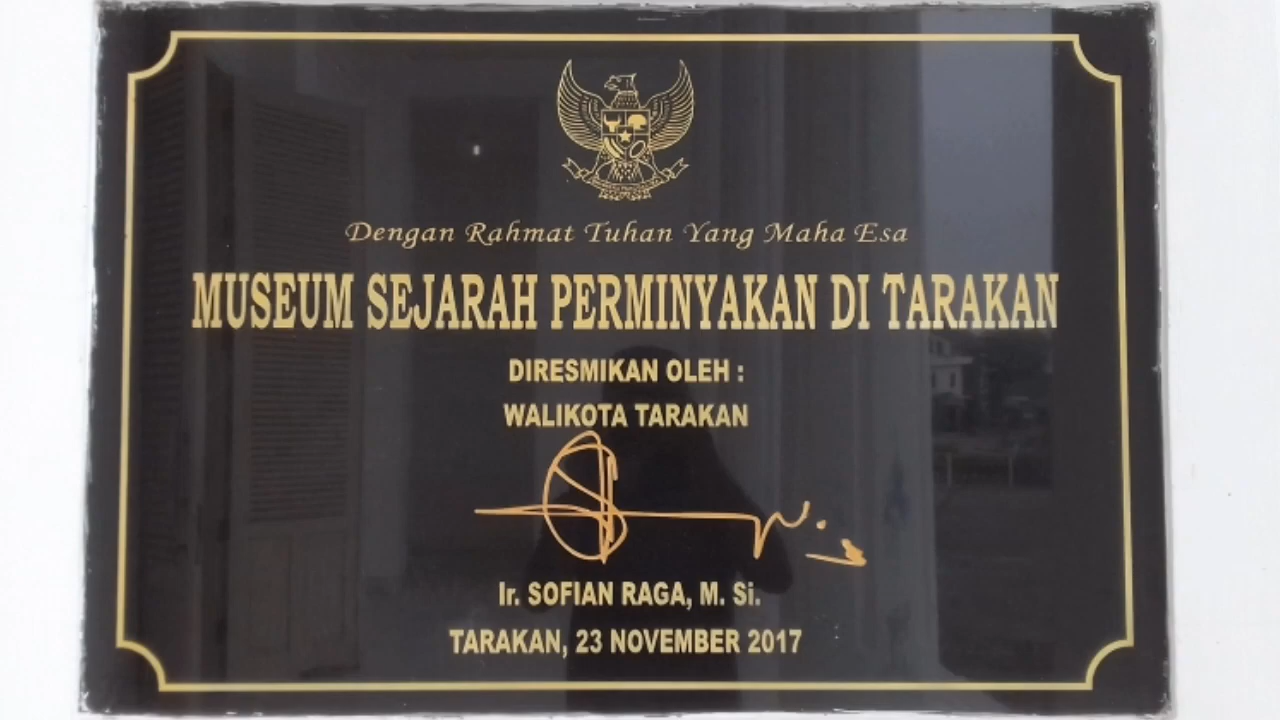 Dengan Rahmat Tuhan Yang Maha Esa
MUSEUM SEJARAH PERMINYAKAN DI TARAKAN
DIRESMIKAN OLEH :
WALIKOTA TARAKAN
Ir. SOFIAN RAGA, M. Si.
TARAKAN, 23 NOVEMBER 2017